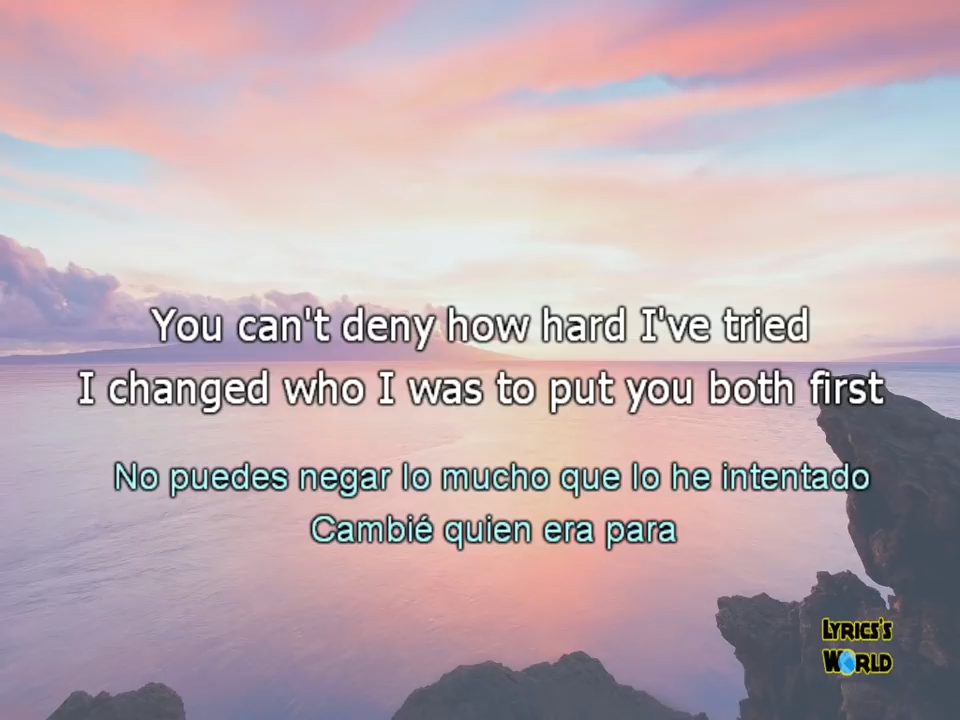 You can't deny how hard I've tried
I changed who I was to put you both first
No puedes negar lo mucho que lo he intentado
Cambié quien era para
LYRICS'S
WORLD